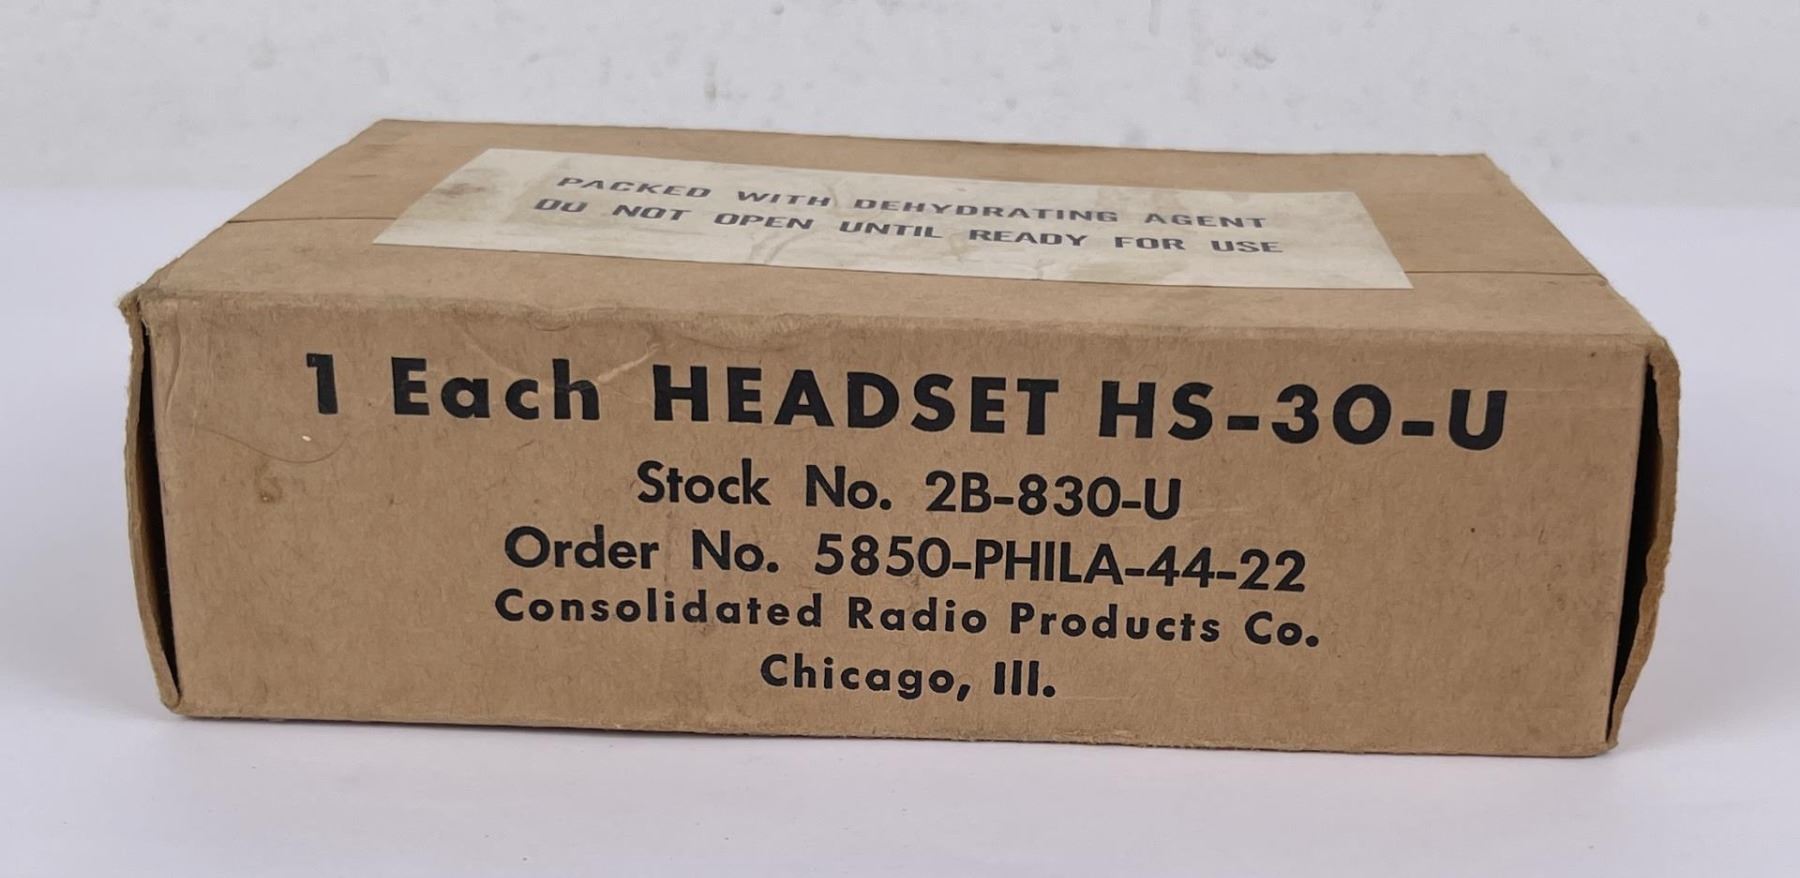 PACKED WITH DEHYDRATING AGENT
DO NOT OPEN UNTIL READY FOR USE
1 Each HEADSET HS-30-U
Stock No. 2B-830-U
Order No. 5850-PHILA-44-22
Consolidated Radio Products Co.
Chicago, Ill.